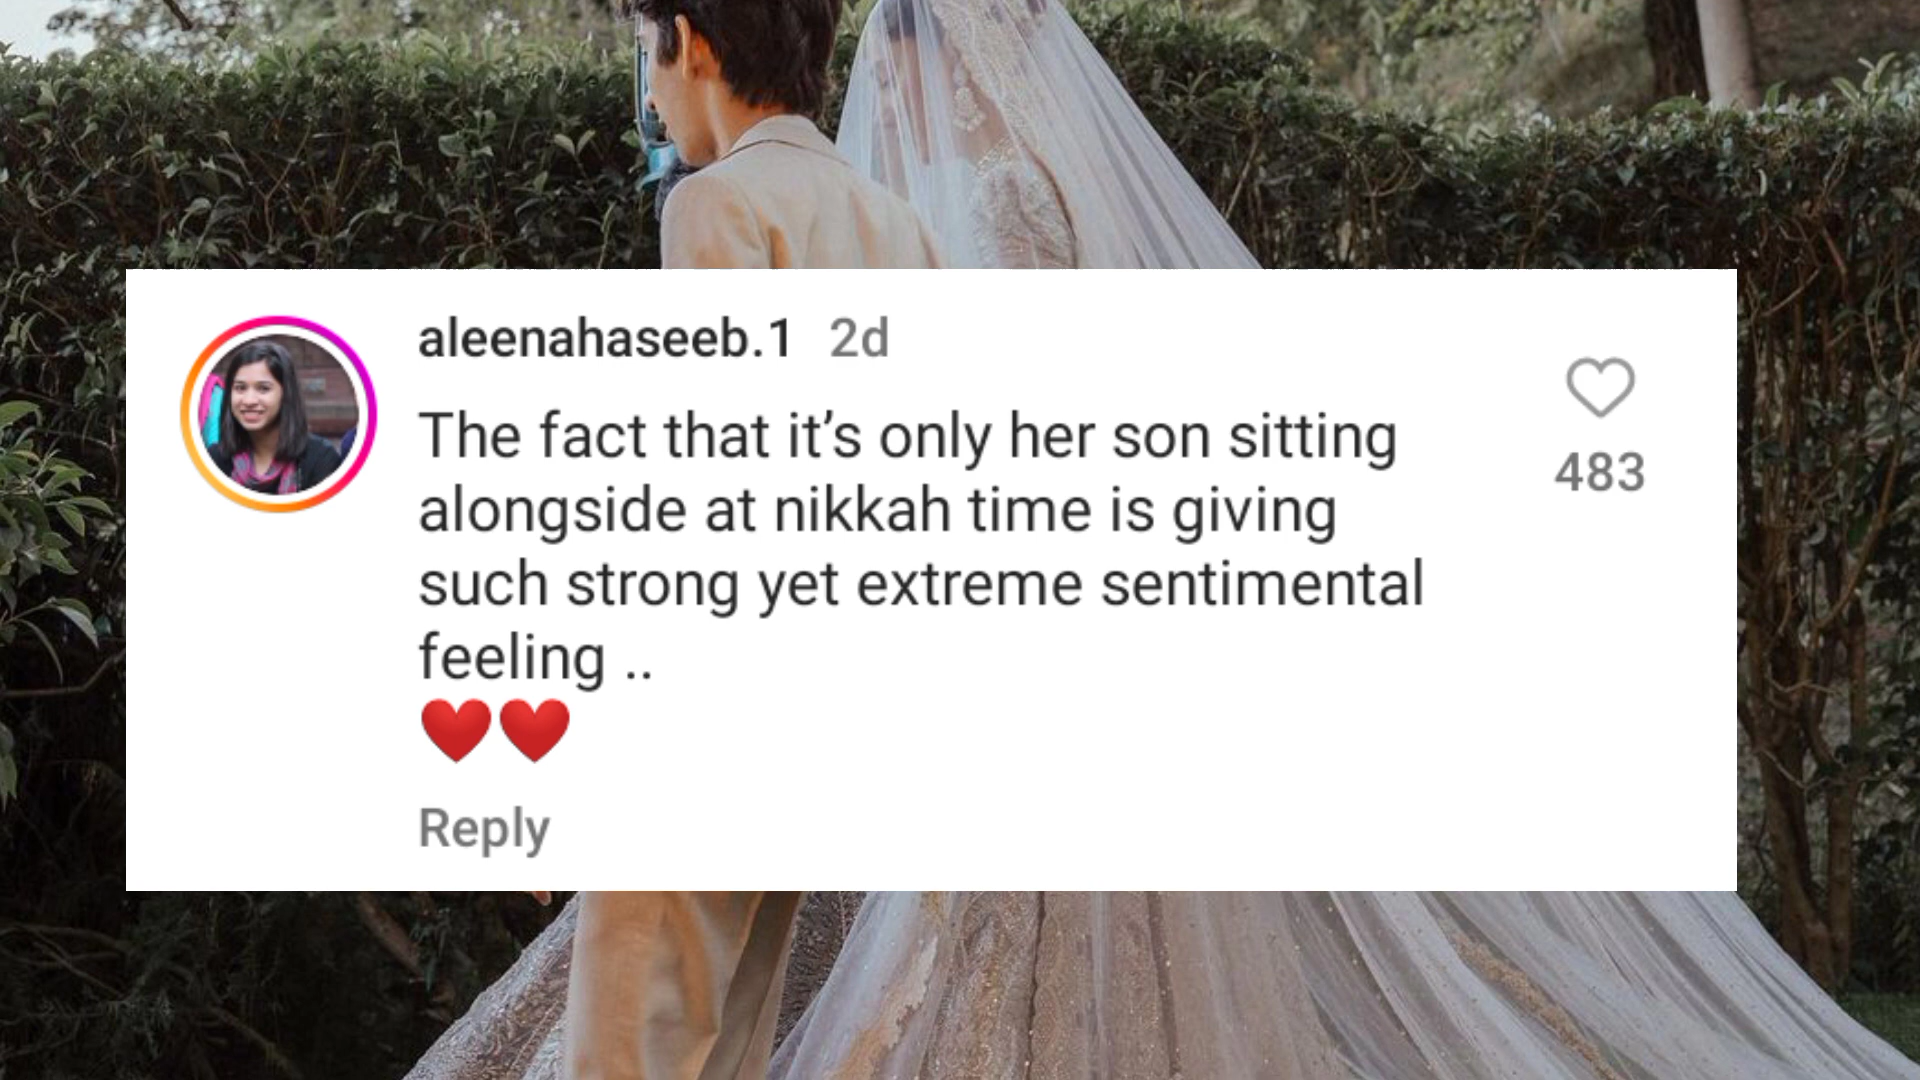 aleenahaseeb.1 2d
The fact that it’s only her son sitting
alongside at nikkah time is giving
such strong yet extreme sentimental
feeling ..
❤️❤️
483
Reply